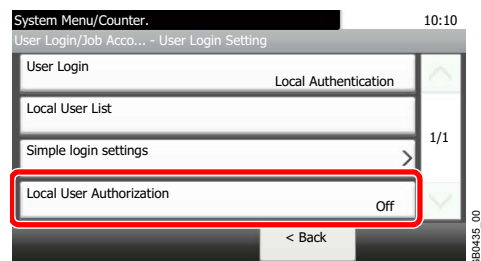 System Menu/Counter.
10:10
User Login/Job Acco... - User Login Setting
User Login
Local Authentication
Local User List
Simple login settings
1/1
Local User Authorization
Off
< Back